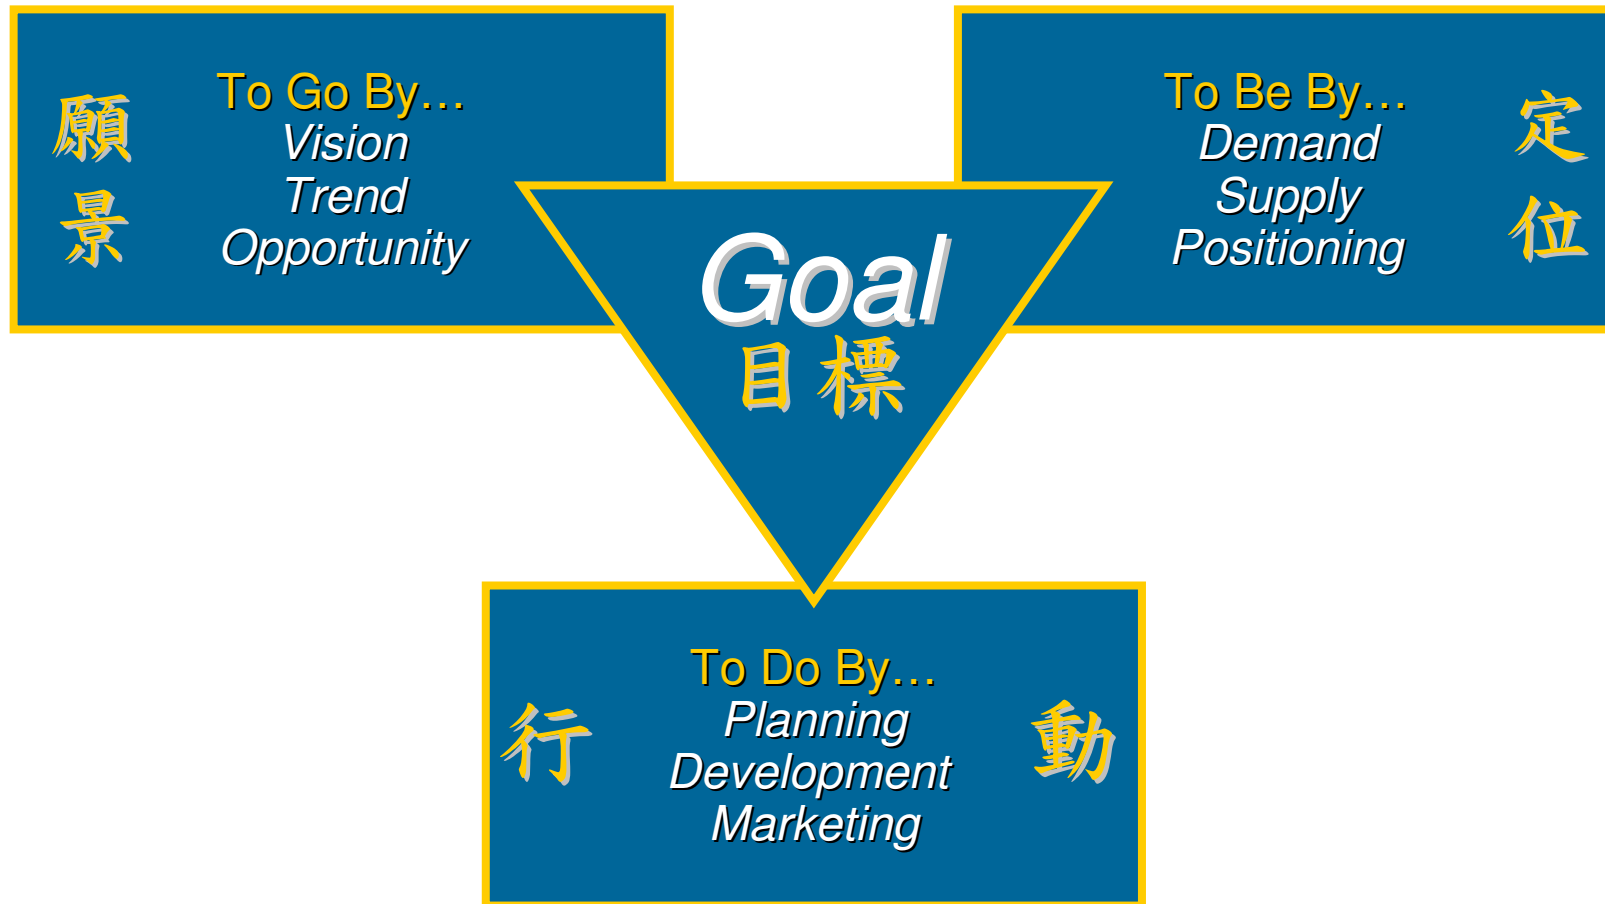 願景
To Go By…
Vision
Trend
Opportunity
To Be By…
Demand
Supply
Positioning
定位
Goal
目標
行動
To Do By…
Planning
Development
Marketing